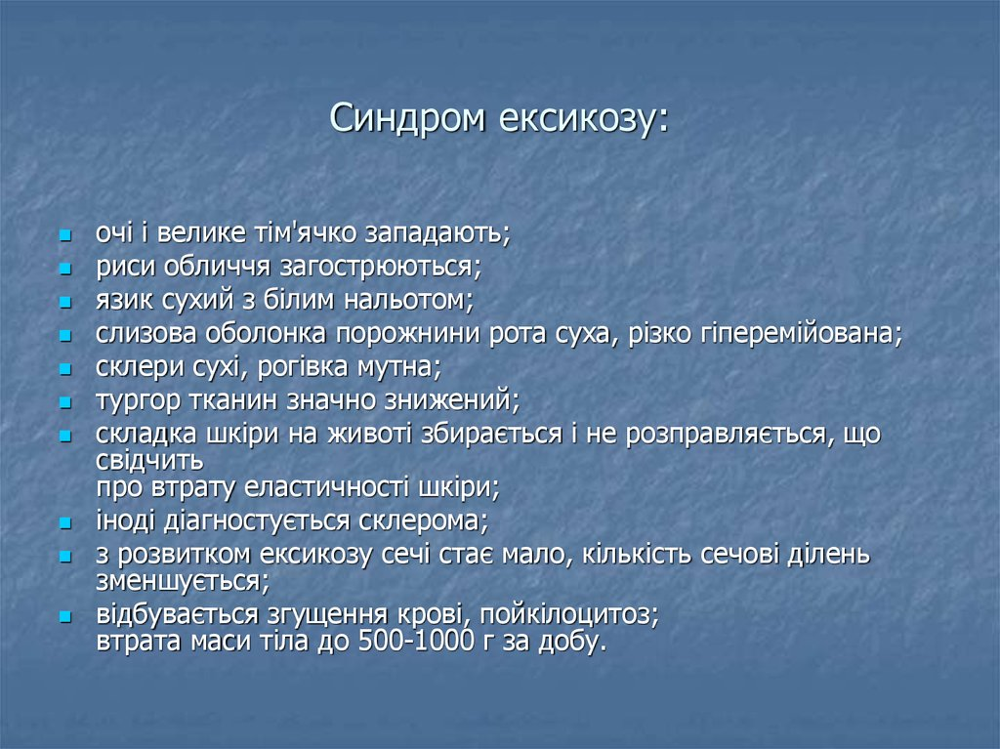 Синдром ексикозу:
очі і велике тім'ячко западають;
риси обличчя загострюються;
язик сухий з білим нальотом;
слизова оболонка порожнини рота суха, різко гіперемійована;
склери сухі, рогівка мутна;
тургор тканин значно знижений;
складка шкіри на животі збирається і не розправляється, що
свідчить
про втрату еластичності шкіри;
іноді діагностується склерома;
з розвитком ексикозу сечі стає мало, кількість сечові ділень
зменшується;
відбувається згущення крові, пойкілоцитоз;
втрата маси тіла до 500-1000 г за добу.